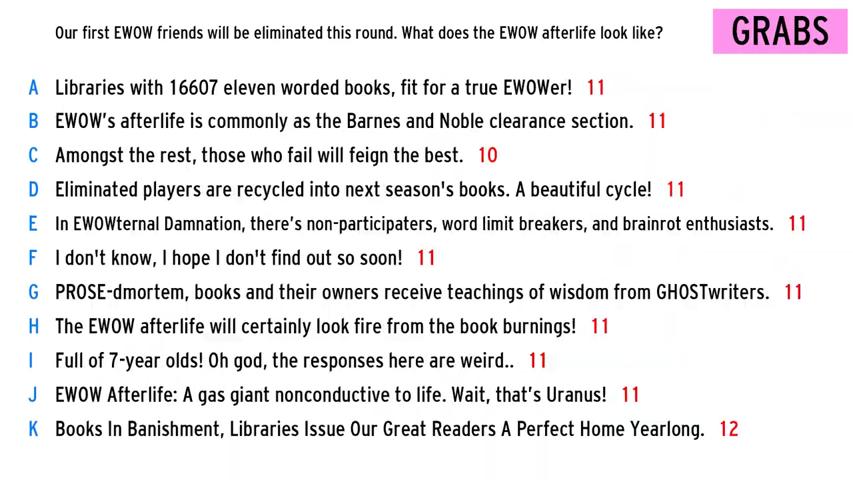 Our first EWOW friends will be eliminated this round. What does the EWOW afterlife look like?
GRABS
A Libraries with 16607 eleven worded books, fit for a true EWOWer! 11
B EWOW's afterlife is commonly as the Barnes and Noble clearance section. 11
C Amongst the rest, those who fail will feign the best. 10
D Eliminated players are recycled into next season's books. A beautiful cycle! 11
E In EWOWternal Damnation, there's non-participaters, word limit breakers, and brainrot enthusiasts. 11
F I don't know, I hope I don't find out so soon! 11
G PROSE-dmortem, books and their owners receive teachings of wisdom from GHOSTwriters. 11
H The EWOW afterlife will certainly look fire from the book burnings! 11
I Full of 7-year olds! Oh god, the responses here are weird.. 11
J EWOW Afterlife: A gas giant nonconductive to life. Wait, that's Uranus! 11
K Books In Banishment, Libraries Issue Our Great Readers A Perfect Home Yearlong. 12